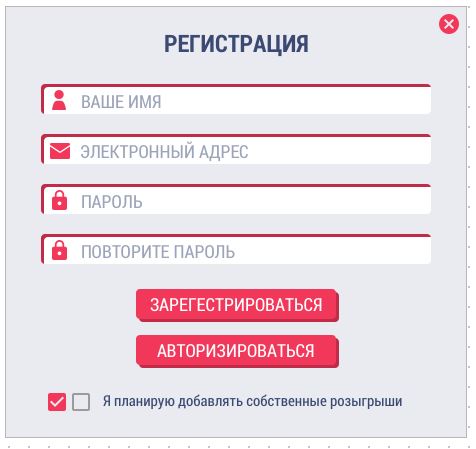 РЕГИСТРАЦИЯ
ВАШЕ ИМЯ
ЭЛЕКТРОННЫЙ АДРЕС
ПАРОЛЬ
ПОВТОРИТЕ ПАРОЛЬ
ЗАРЕГЕСТРИРОВАТЬСЯ
АВТОРИЗИРОВАТЬСЯ
Я планирую добавлять собственные розыгрыши